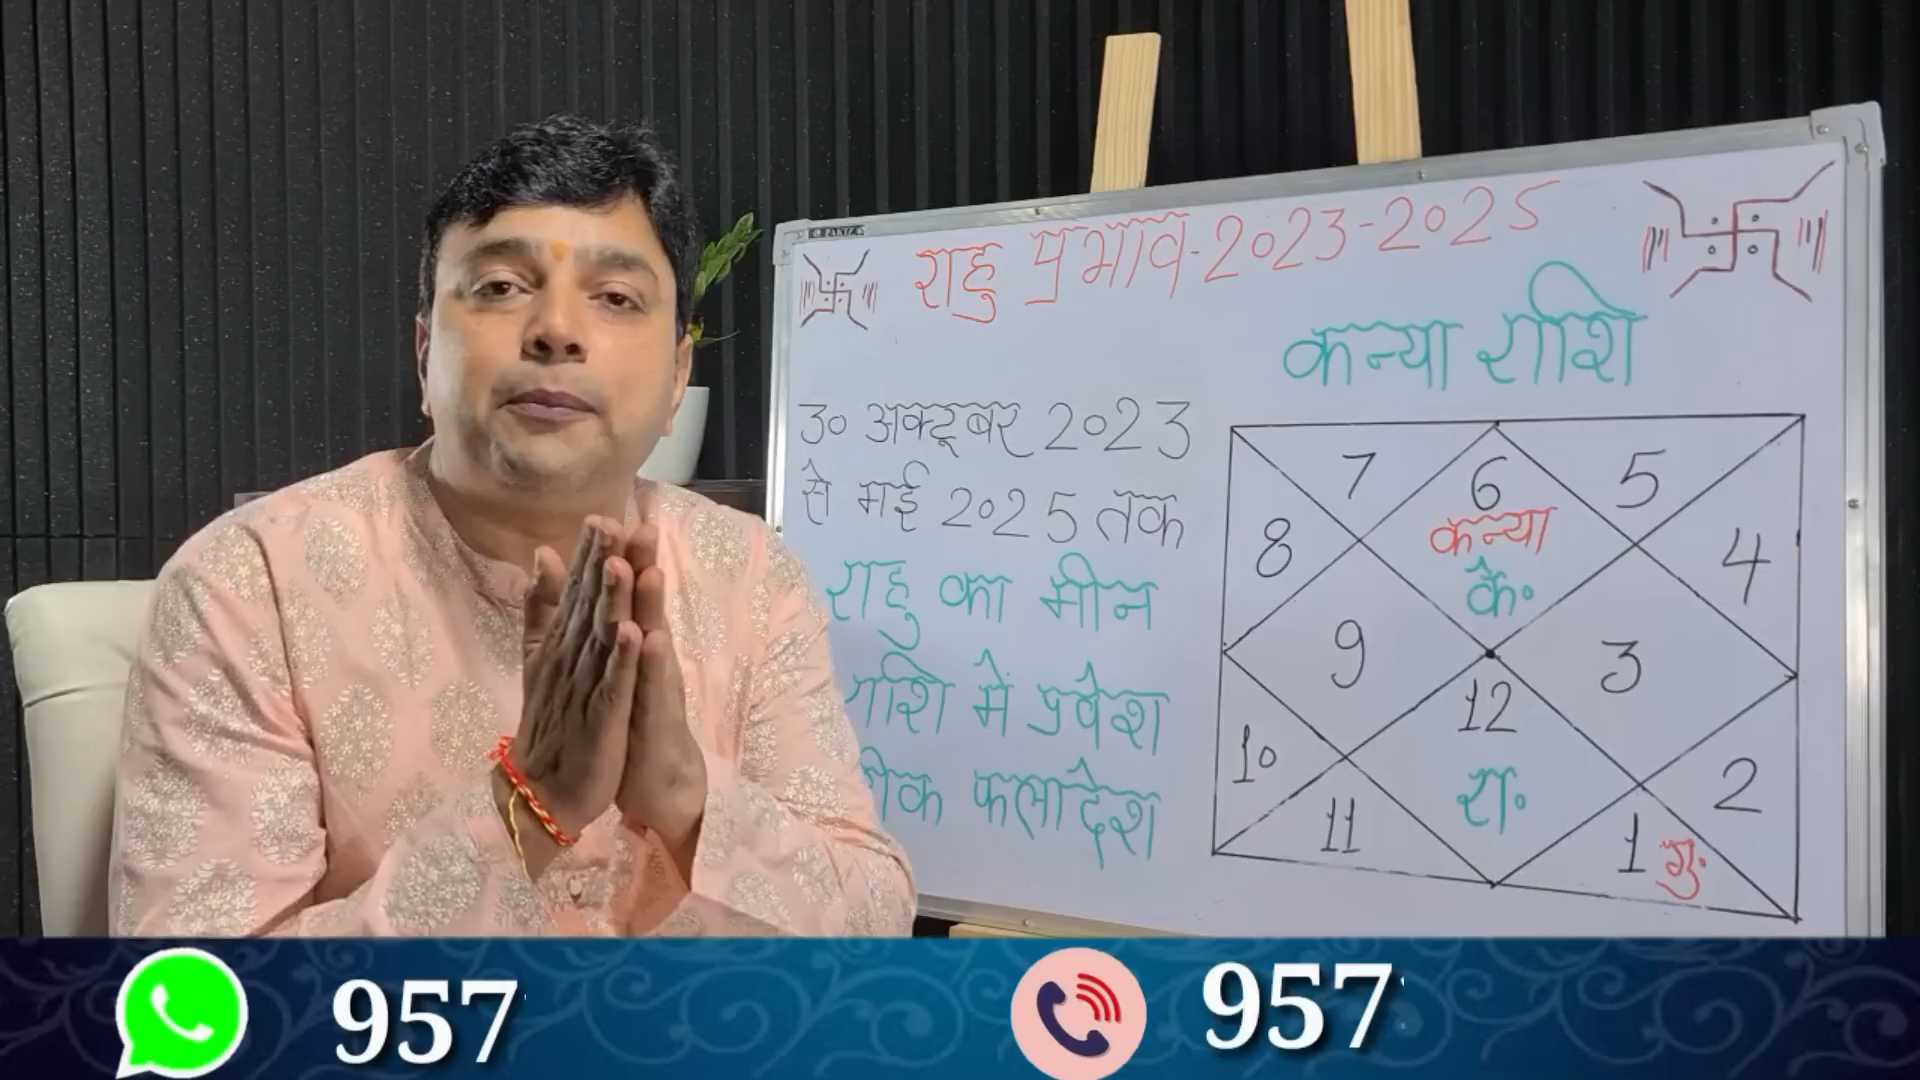 राहु प्रभाव-2023-2025
कन्या राशि
30 अक्टूबर 2023
से मई 2025 तक
राहु का मीन
राशि में प्रवेश
फलादेश
7
6
5
8
कन्या
4
के॰
9
3
12
10
रा॰
2
11
1 गु॰
957
957